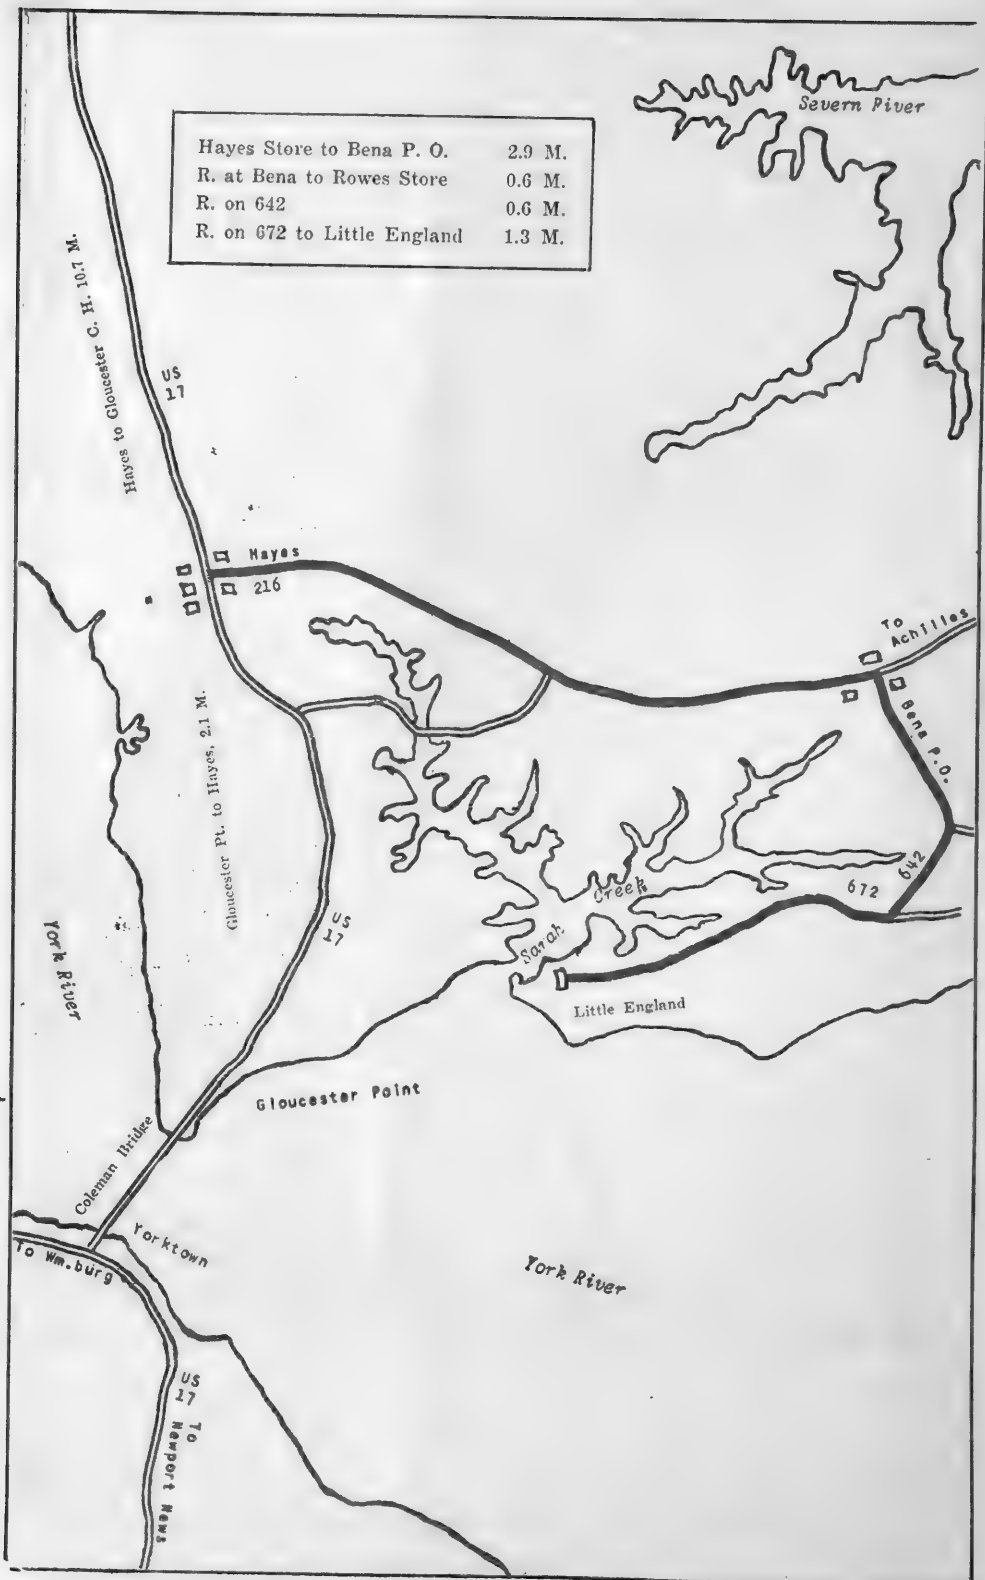 Severn River
Hayes Store to Bena P. O. 2.9 M.
R. at Bena to Rowes Store 0.6 M.
R. on 642 0.6 M.
R. on 672 to Little England 1.3 M.
Hayes to Gloucester C. H. 10.7 M.
US
17
Hayes
216
To
Achilles
Bena P.O.
Gloucester Pt. to Hayes, 2.1 M.
642
672
Sarah Creek
US
17
York River
Little England
Gloucester Point
Coleman Bridge
Yorktown
To Wm.burg
York River
US
17
To
Newport News